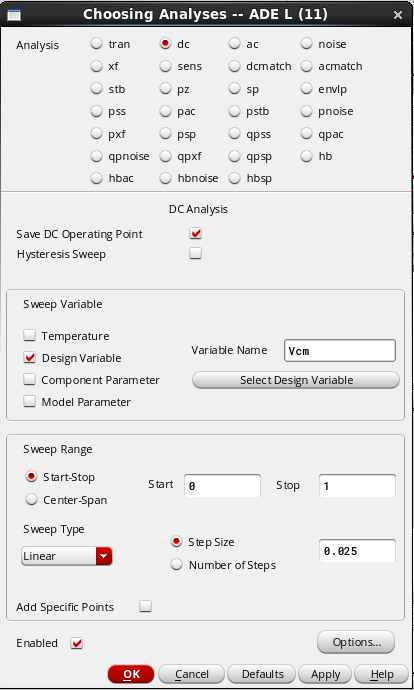 Choosing Analyses -- ADE L (11)
Analysis tran dc ac noise
xf sens dcmatch acmatch
stb pz sp envlp
pss pac pstb pnoise
pxf psp qpss qpac
qpnoise qpxf qpsp hb
hbac hbnoise hbsp
DC Analysis
Save DC Operating Point
Hysteresis Sweep
Sweep Variable
Temperature
Design Variable
Component Parameter
Model Parameter
Variable Name Vcm
Select Design Variable
Sweep Range
Start-Stop
Center-Span
Start 0 Stop 1
Sweep Type
Linear
Step Size
Number of Steps
0.025
Add Specific Points
Enabled Options...
OK Cancel Defaults Apply Help